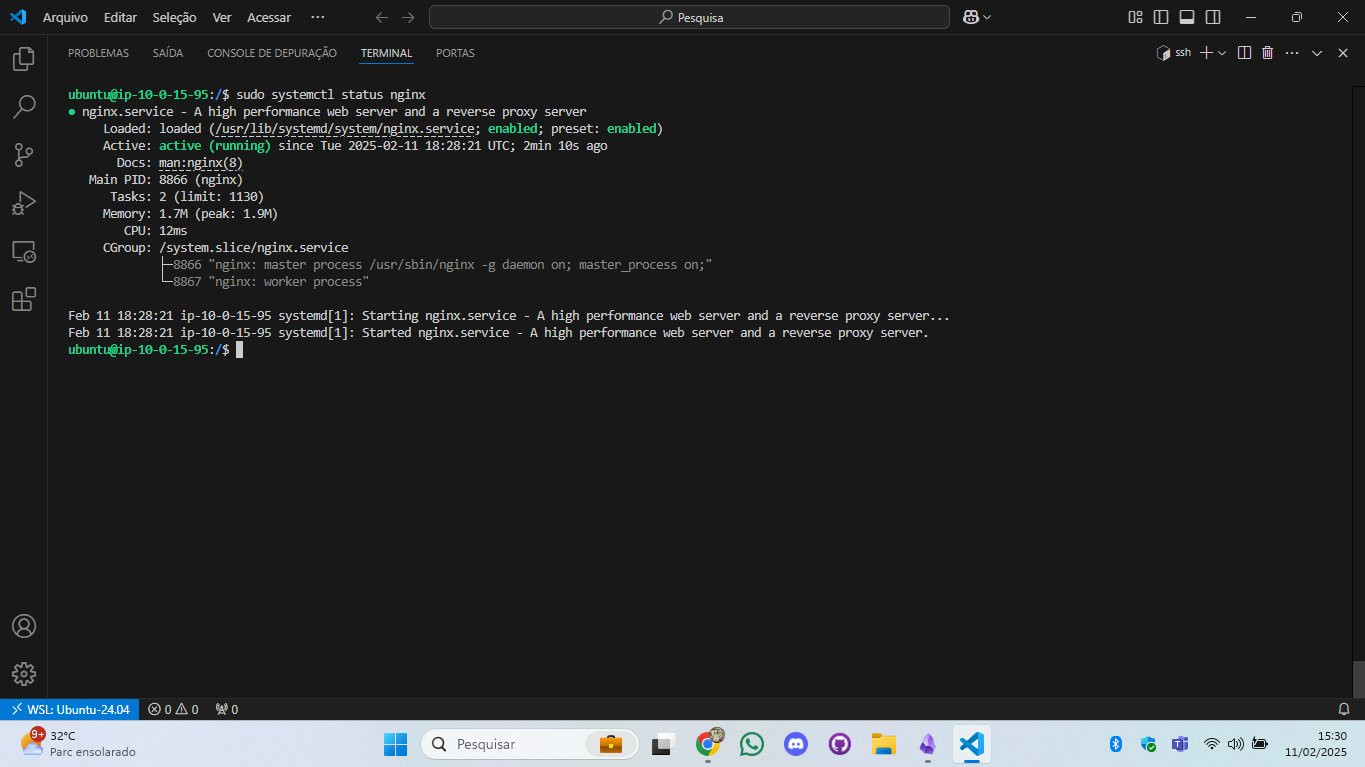 Arquivo Editar Seleção Ver Acessar ... Pesquisa
PROBLEMAS SAÍDA CONSOLE DE DEPURAÇÃO TERMINAL PORTAS ssh
ubuntu@ip-10-0-15-95:/$ sudo systemctl status nginx
● nginx.service - A high performance web server and a reverse proxy server
Loaded: loaded (/usr/lib/systemd/system/nginx.service; enabled; preset: enabled)
Active: active (running) since Tue 2025-02-11 18:28:21 UTC; 2min 10s ago
Docs: man:nginx(8)
Main PID: 8866 (nginx)
Tasks: 2 (limit: 1130)
Memory: 1.7M (peak: 1.9M)
CPU: 12ms
CGroup: /system.slice/nginx.service
├─8866 "nginx: master process /usr/sbin/nginx -g daemon on; master_process on;"
└─8867 "nginx: worker process"
Feb 11 18:28:21 ip-10-0-15-95 systemd[1]: Starting nginx.service - A high performance web server and a reverse proxy server...
Feb 11 18:28:21 ip-10-0-15-95 systemd[1]: Started nginx.service - A high performance web server and a reverse proxy server.
ubuntu@ip-10-0-15-95:/$
WSL: Ubuntu-24.04 0 0 0
9+ 32°C
Parc ensolarado
Pesquisar
15:30
11/02/2025